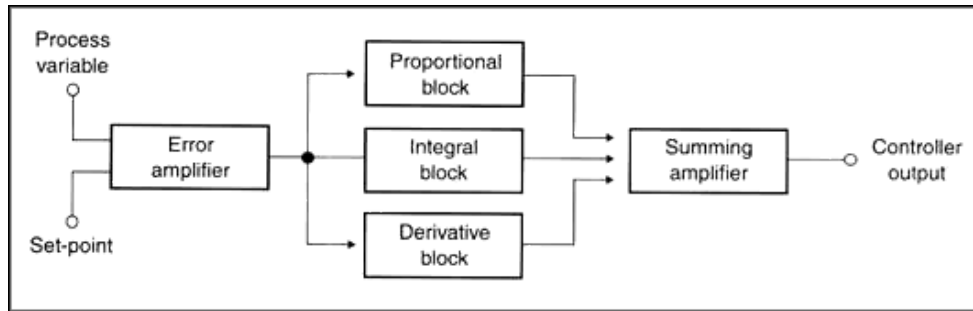 Process
variable
Set-point
Error
amplifier
Proportional
block
Integral
block
Derivative
block
Summing
amplifier
Controller
output